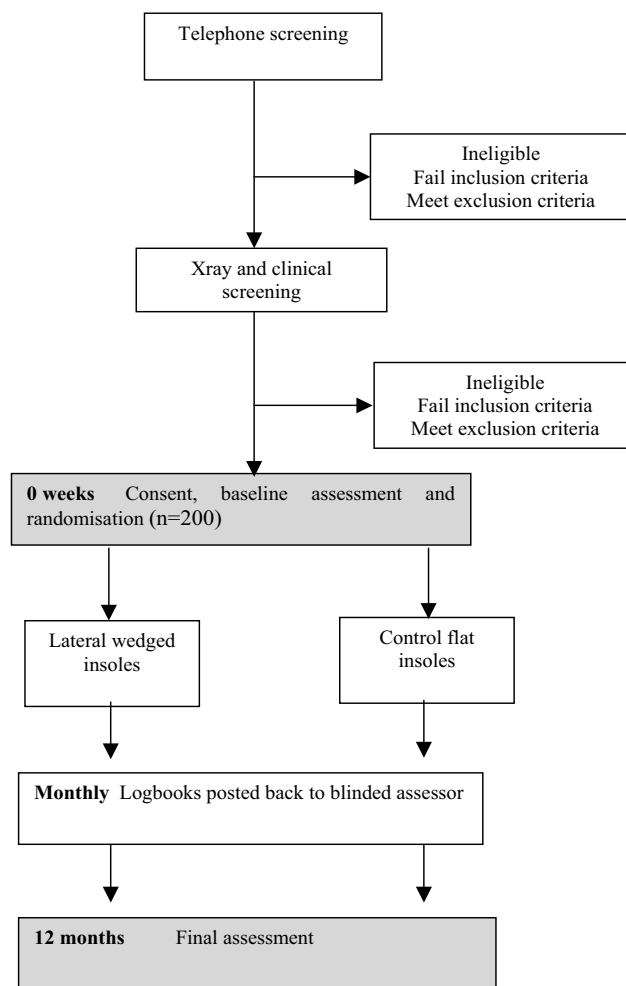 Telephone screening
Ineligible
Fail inclusion criteria
Meet exclusion criteria
Xray and clinical
screening
Ineligible
Fail inclusion criteria
Meet exclusion criteria
0 weeks Consent, baseline assessment and
randomisation (n=200)
Lateral wedged
insoles
Control flat
insoles
Monthly Logbooks posted back to blinded assessor
12 months Final assessment